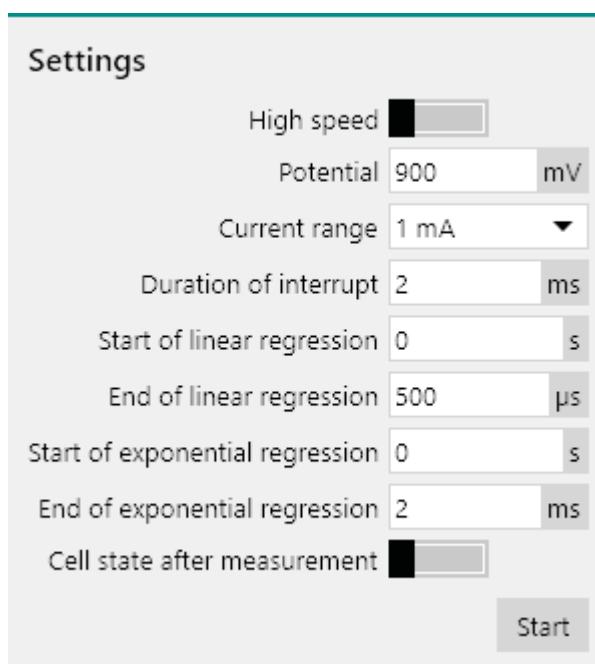 Settings
High speed
Potential 900 mV
Current range 1 mA
Duration of interrupt 2 ms
Start of linear regression 0 s
End of linear regression 500 µs
Start of exponential regression 0 s
End of exponential regression 2 ms
Cell state after measurement
Start